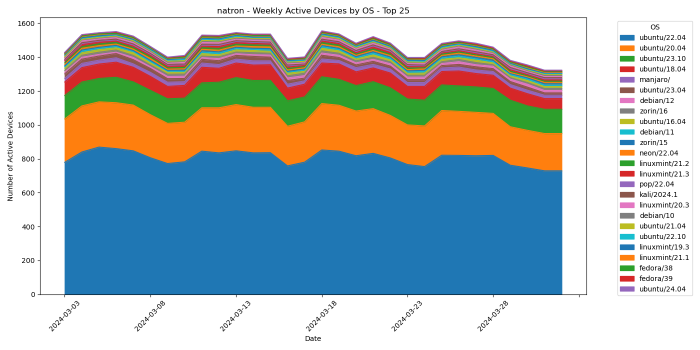 natron - Weekly Active Devices by OS - Top 25
Number of Active Devices
1600
1400
1200
1000
800
600
400
200
0
2024-03-03
2024-03-08
2024-03-13
2024-03-18
2024-03-23
2024-03-28
Date
OS
ubuntu/22.04
ubuntu/20.04
ubuntu/23.10
ubuntu/18.04
manjaro/
ubuntu/23.04
debian/12
zorin/16
ubuntu/16.04
debian/11
zorin/15
neon/22.04
linuxmint/21.2
linuxmint/21.3
pop/22.04
kali/2024.1
linuxmint/20.3
debian/10
ubuntu/21.04
ubuntu/22.10
linuxmint/19.3
linuxmint/21.1
fedora/38
fedora/39
ubuntu/24.04